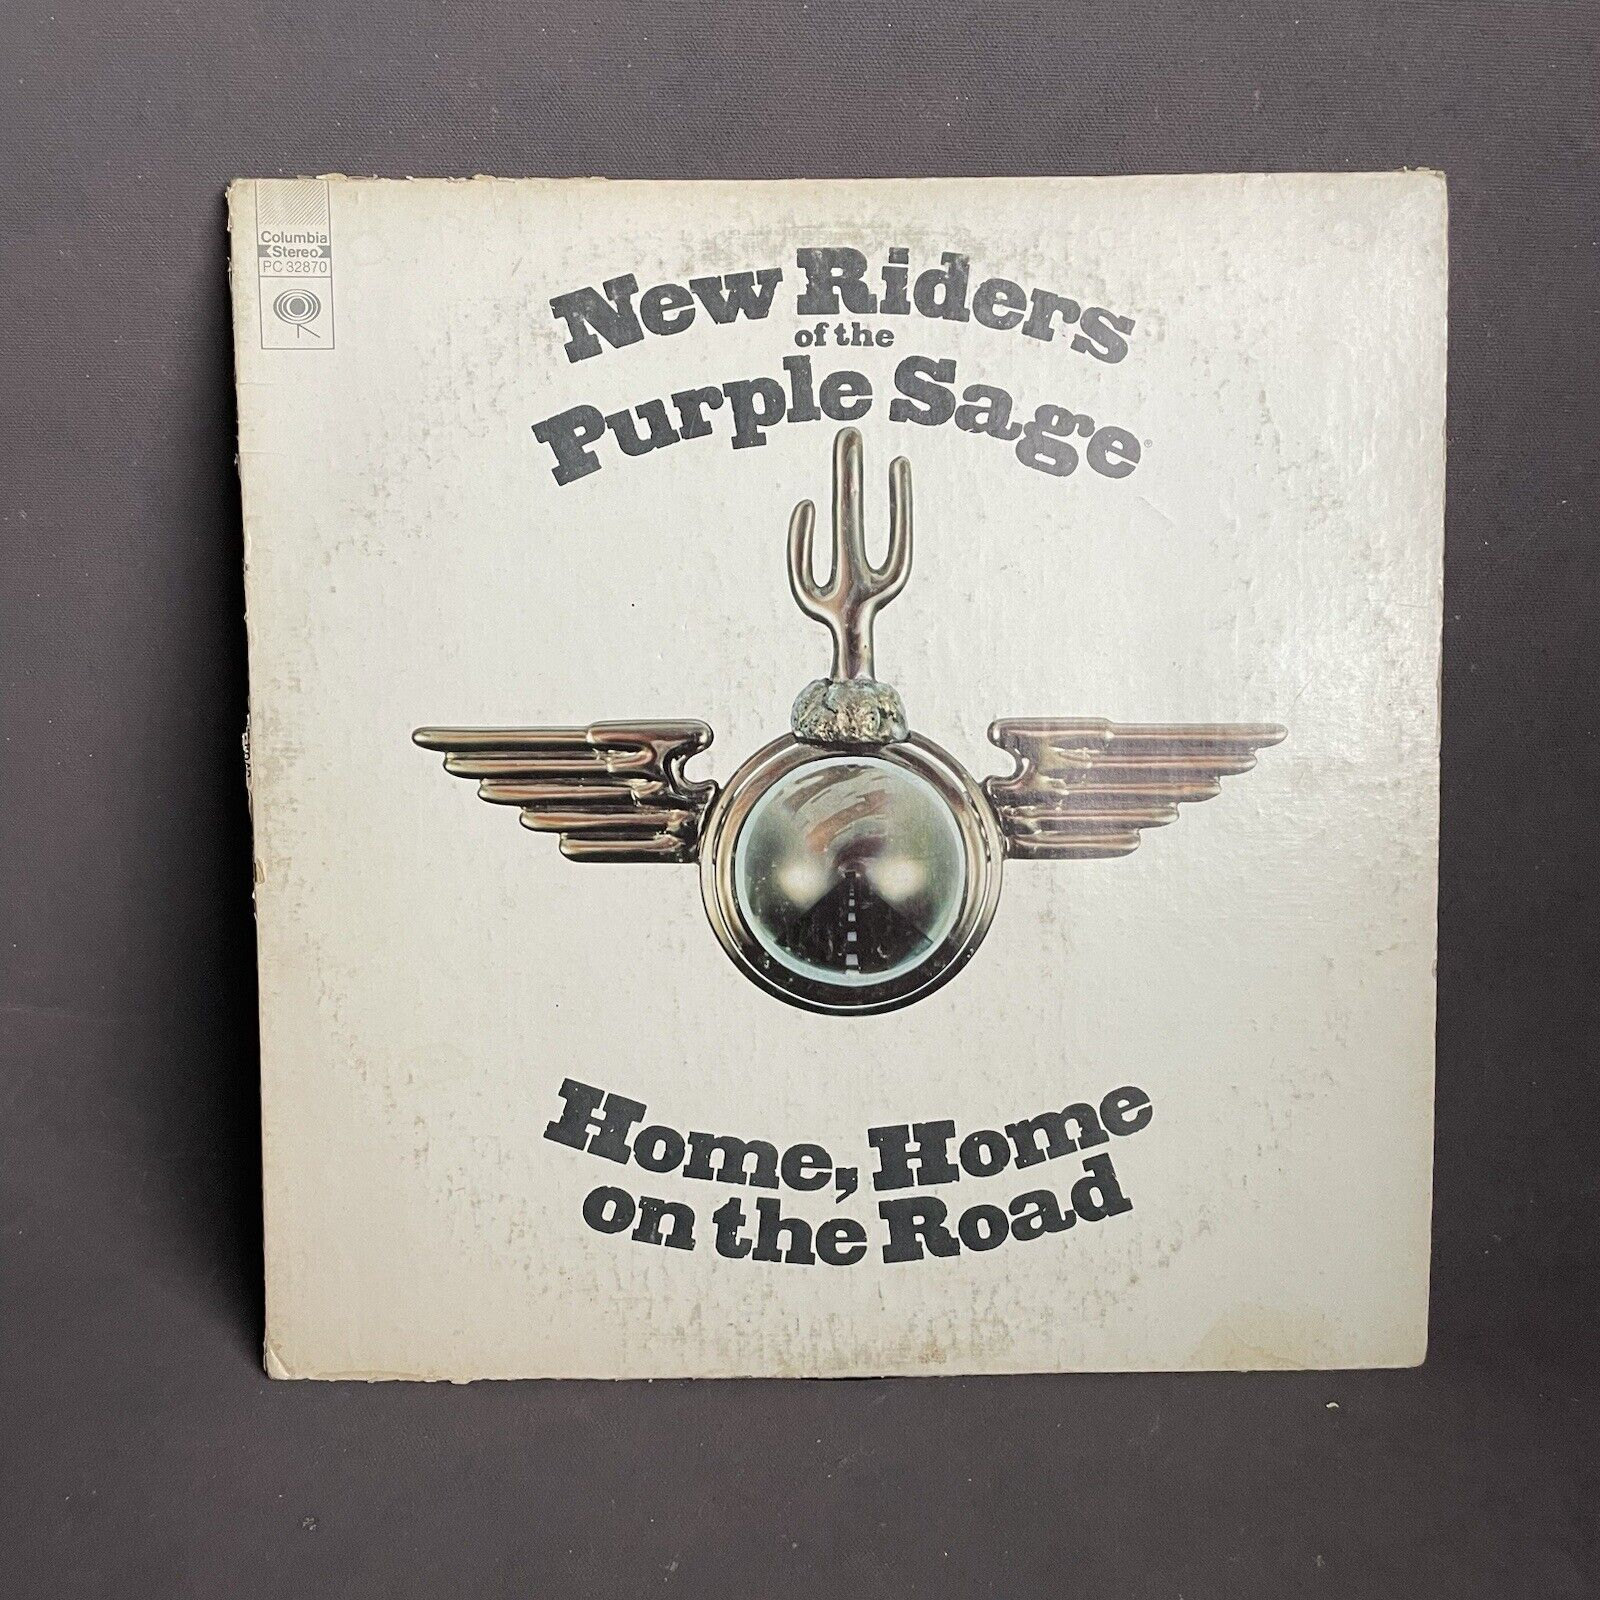 Columbia
Stereo
PC 32870
New Riders
of the
Purple Sage®
Home, Home
on the Road